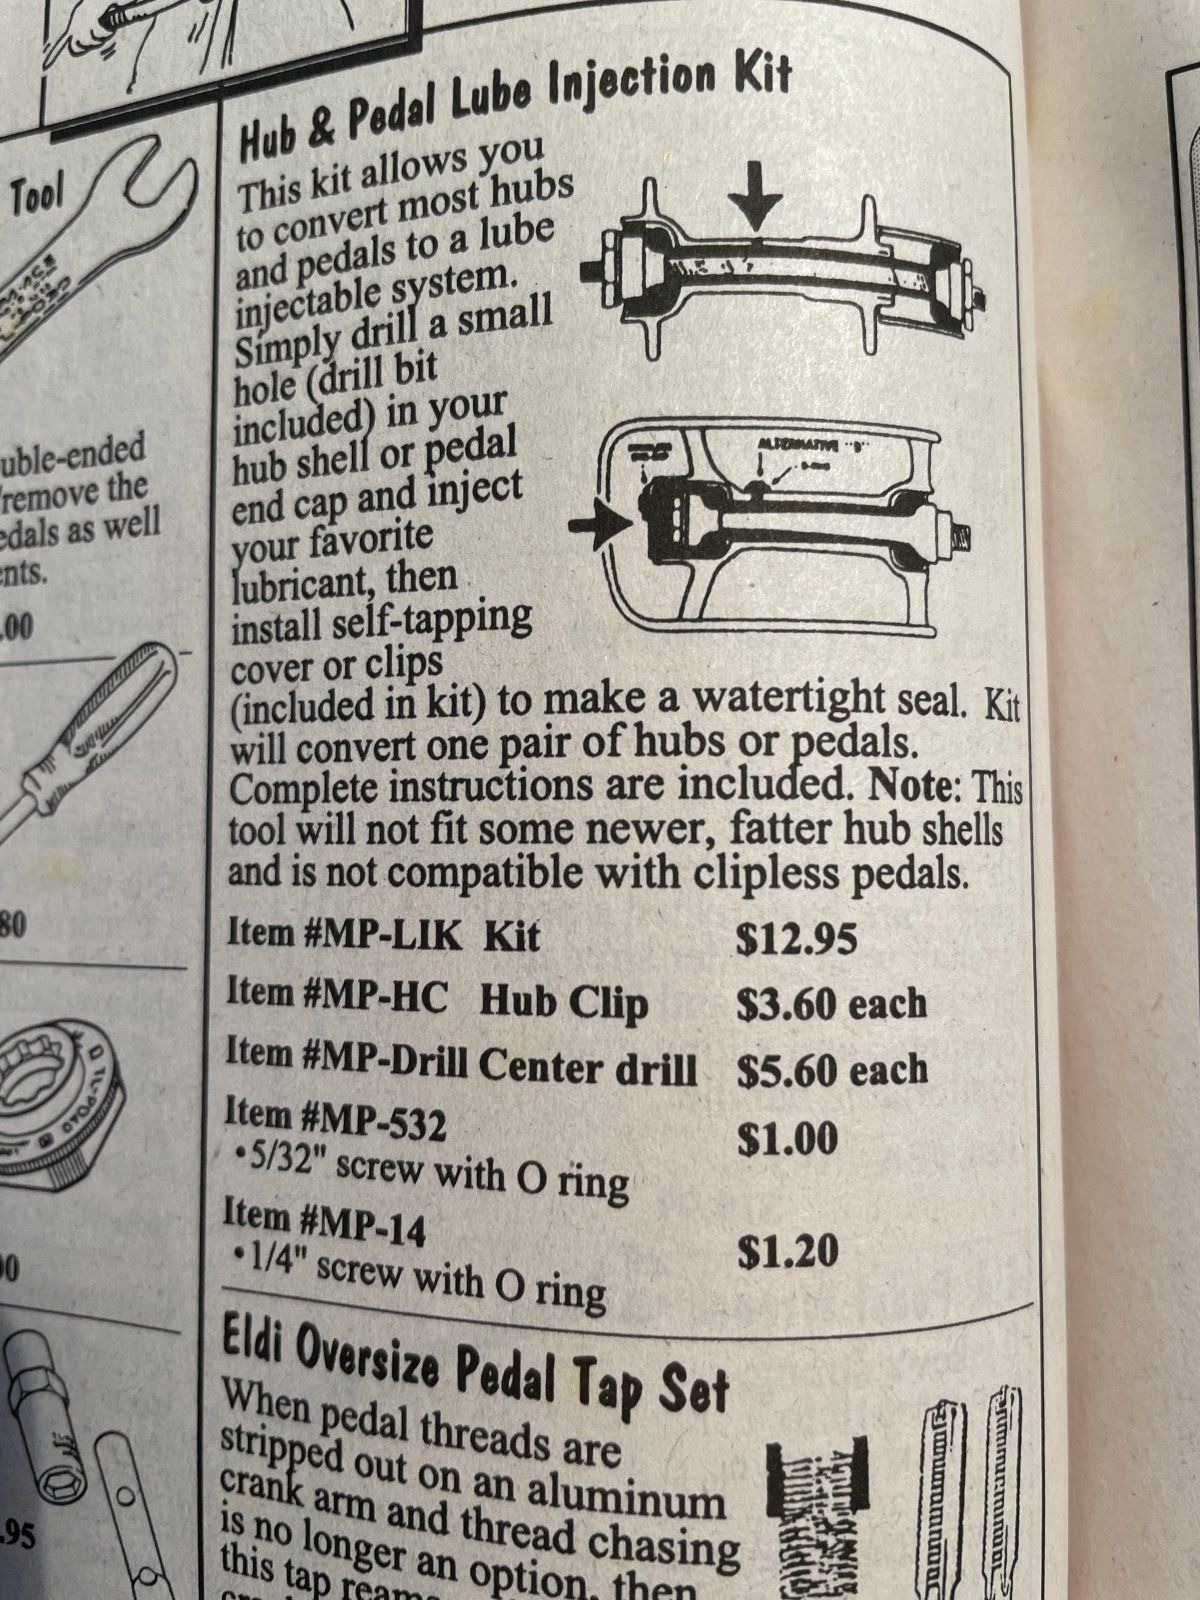 Tool
uble-ended
remove the
edals as well
ents.
.00
80
.95
Hub & Pedal Lube Injection Kit
This kit allows you
to convert most hubs
and pedals to a lube
injectable system.
Simply drill a small
hole (drill bit
included) in your
hub shell or pedal
end cap and inject
your favorite
lubricant, then
install self-tapping
cover or clips
(included in kit) to make a watertight seal. Kit
will convert one pair of hubs or pedals.
Complete instructions are included. Note: This
tool will not fit some newer, fatter hub shells
and is not compatible with clipless pedals.
ALTERNATIVE "B"
Item #MP-LIK Kit $12.95
Item #MP-HC Hub Clip $3.60 each
Item #MP-Drill Center drill $5.60 each
Item #MP-532 $1.00
•5/32" screw with O ring
Item #MP-14 $1.20
•1/4" screw with O ring
Eldi Oversize Pedal Tap Set
When pedal threads are
stripped out on an aluminum
crank arm and thread chasing
is no longer an option, then
this tap reams